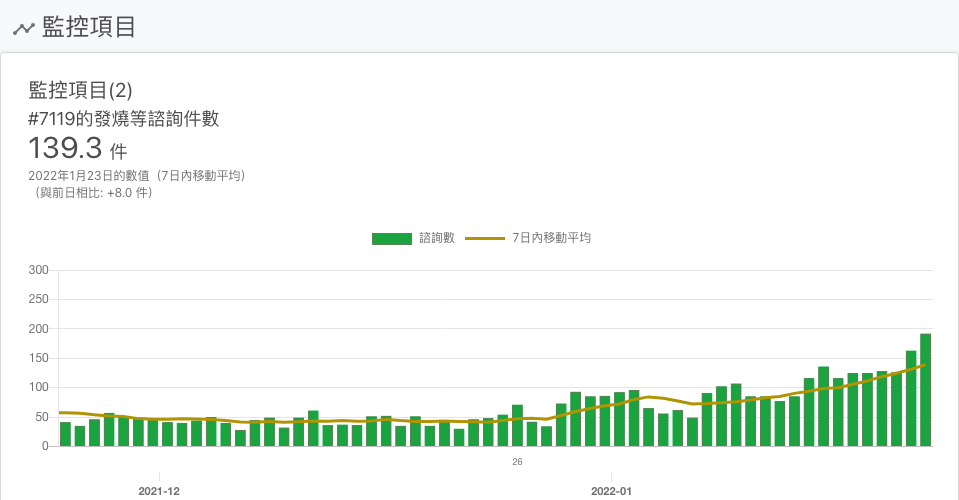 監控項目
監控項目(2)
#7119的發燒等諮詢件數
139.3 件
2022年1月23日的數值（7日內移動平均）
（與前日相比: +8.0 件）
諮詢數 7日內移動平均
300
250
200
150
100
50
0
26
2021-12 2022-01